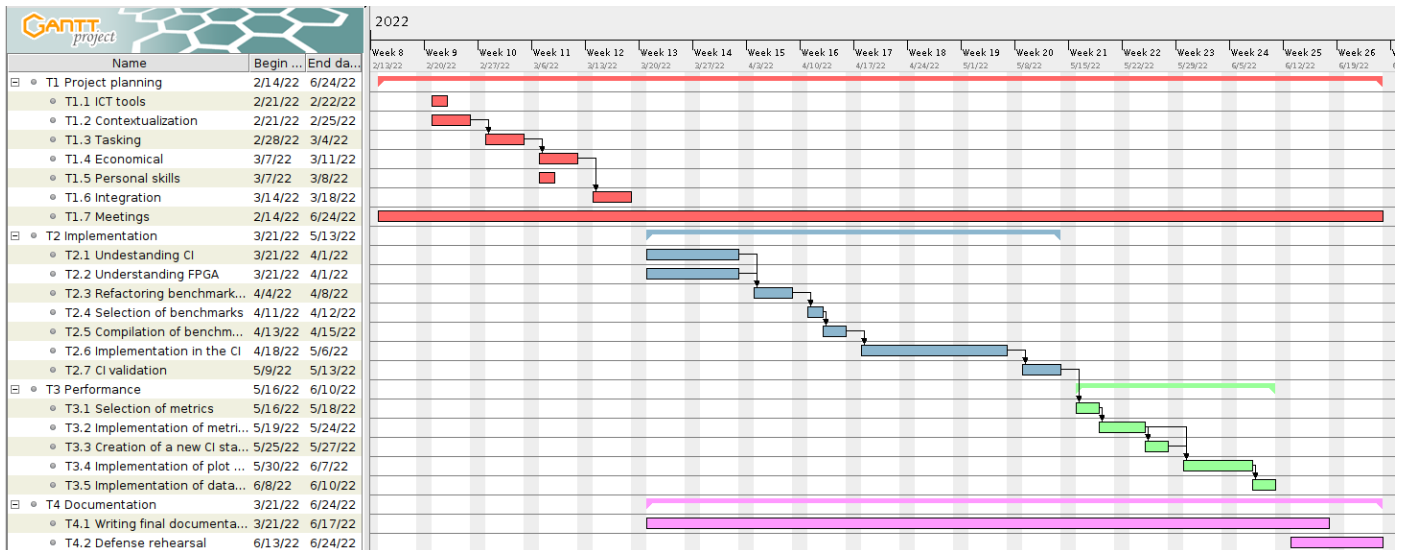 GANTT
project
2022
Week 8 Week 9 Week 10 Week 11 Week 12 Week 13 Week 14 Week 15 Week 16 Week 17 Week 18 Week 19 Week 20 Week 21 Week 22 Week 23 Week 24 Week 25 Week 26
2/13/22 2/20/22 2/27/22 3/6/22 3/13/22 3/20/22 3/27/22 4/3/22 4/10/22 4/17/22 4/24/22 5/1/22 5/8/22 5/15/22 5/22/22 5/29/22 6/5/22 6/12/22 6/19/22
Name Begin ... End da...
T1 Project planning 2/14/22 6/24/22
T1.1 ICT tools 2/21/22 2/22/22
T1.2 Contextualization 2/21/22 2/25/22
T1.3 Tasking 2/28/22 3/4/22
T1.4 Economical 3/7/22 3/11/22
T1.5 Personal skills 3/7/22 3/8/22
T1.6 Integration 3/14/22 3/18/22
T1.7 Meetings 2/14/22 6/24/22
T2 Implementation 3/21/22 5/13/22
T2.1 Undestanding CI 3/21/22 4/1/22
T2.2 Understanding FPGA 3/21/22 4/1/22
T2.3 Refactoring benchmark... 4/4/22 4/8/22
T2.4 Selection of benchmarks 4/11/22 4/12/22
T2.5 Compilation of benchm... 4/13/22 4/15/22
T2.6 Implementation in the CI 4/18/22 5/6/22
T2.7 CI validation 5/9/22 5/13/22
T3 Performance 5/16/22 6/10/22
T3.1 Selection of metrics 5/16/22 5/18/22
T3.2 Implementation of metri... 5/19/22 5/24/22
T3.3 Creation of a new CI sta... 5/25/22 5/27/22
T3.4 Implementation of plot ... 5/30/22 6/7/22
T3.5 Implementation of data... 6/8/22 6/10/22
T4 Documentation 3/21/22 6/24/22
T4.1 Writing final documenta... 3/21/22 6/17/22
T4.2 Defense rehearsal 6/13/22 6/24/22